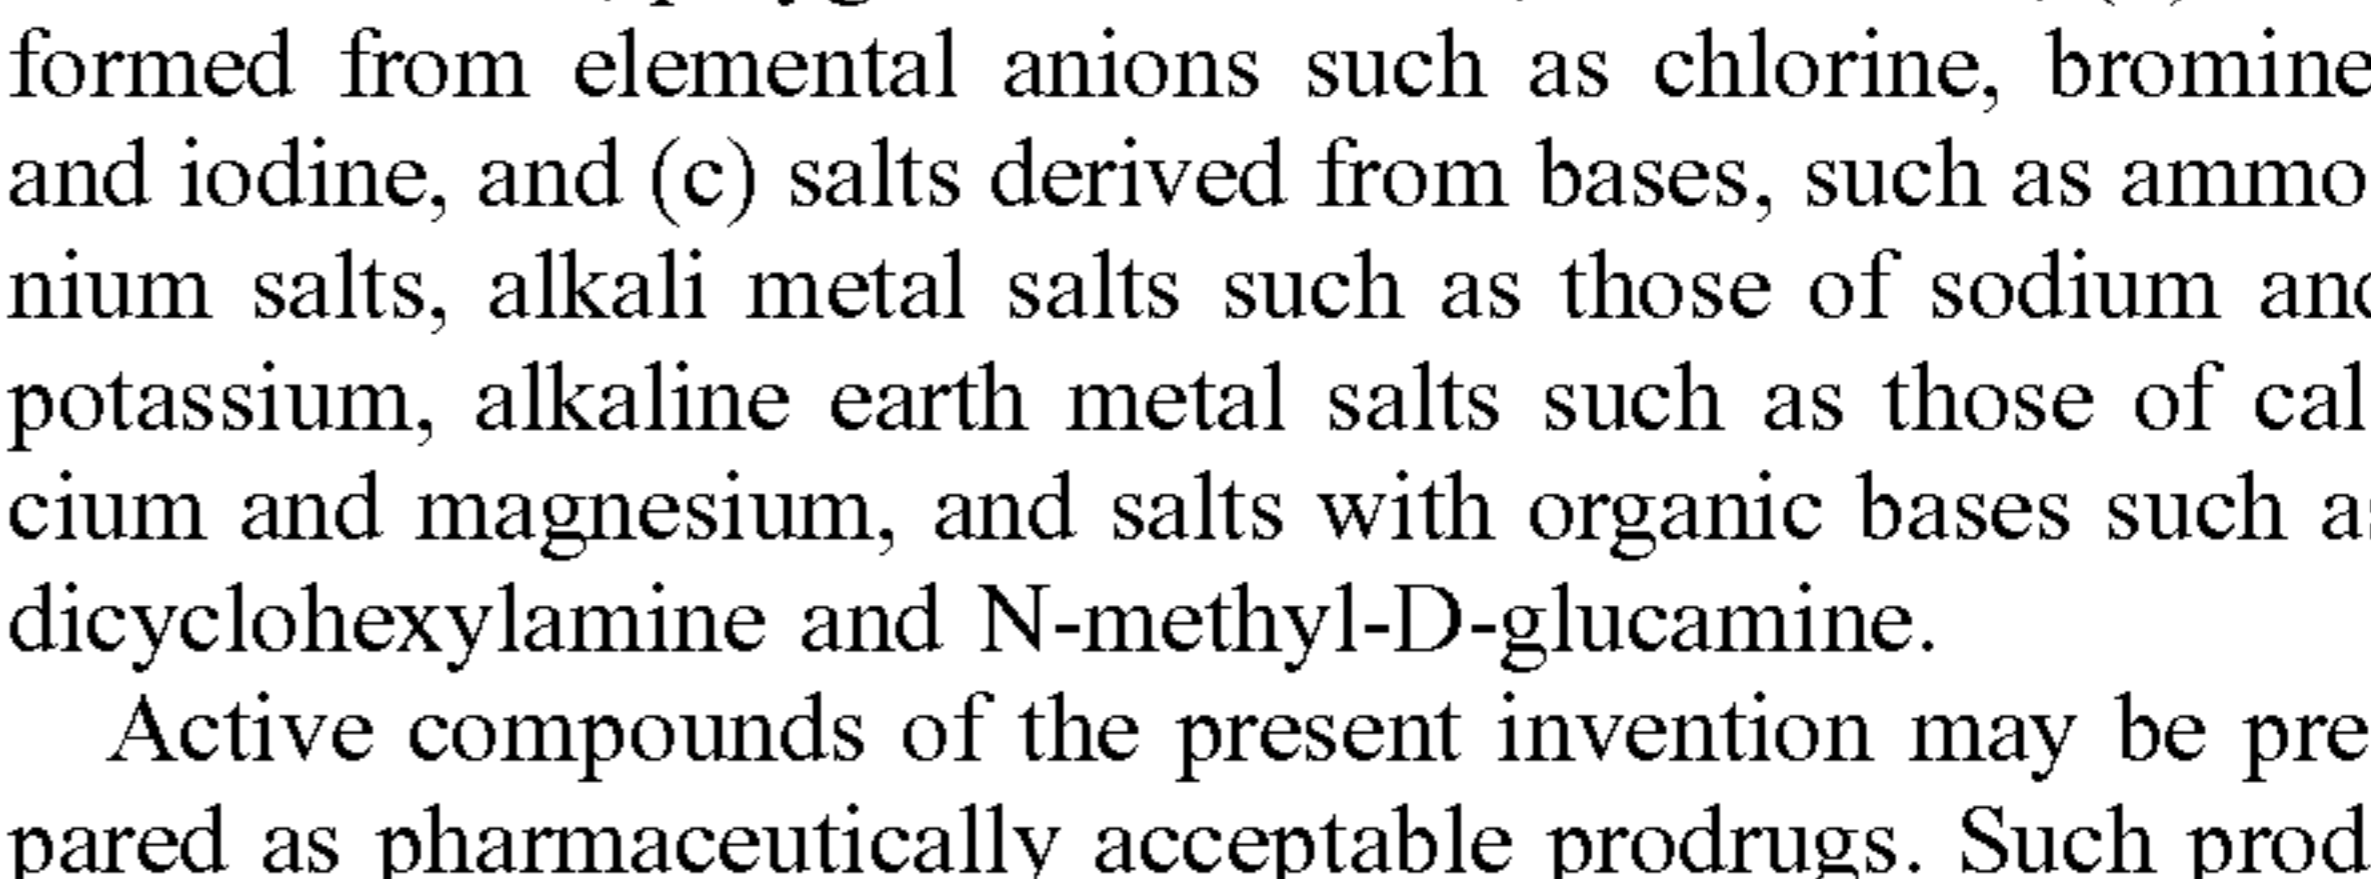 formed from elemental anions such as chlorine, bromine
and iodine, and (c) salts derived from bases, such as ammo
nium salts, alkali metal salts such as those of sodium and
potassium, alkaline earth metal salts such as those of cal
cium and magnesium, and salts with organic bases such as
dicyclohexylamine and N-methyl-D-glucamine.
Active compounds of the present invention may be pre
pared as pharmaceutically acceptable prodrugs. Such prod